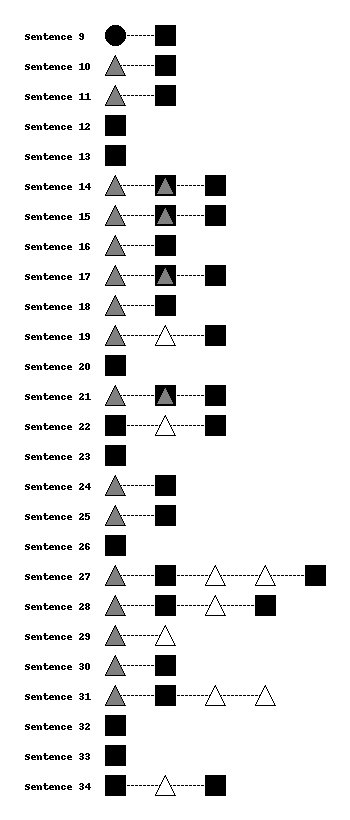 Sentence 9
Sentence 10
Sentence 11
Sentence 12
Sentence 13
Sentence 14
Sentence 15
Sentence 16
Sentence 17
Sentence 18
Sentence 19
Sentence 20
Sentence 21
Sentence 22
Sentence 23
Sentence 24
Sentence 25
Sentence 26
Sentence 27
Sentence 28
Sentence 29
Sentence 30
Sentence 31
Sentence 32
Sentence 33
Sentence 34